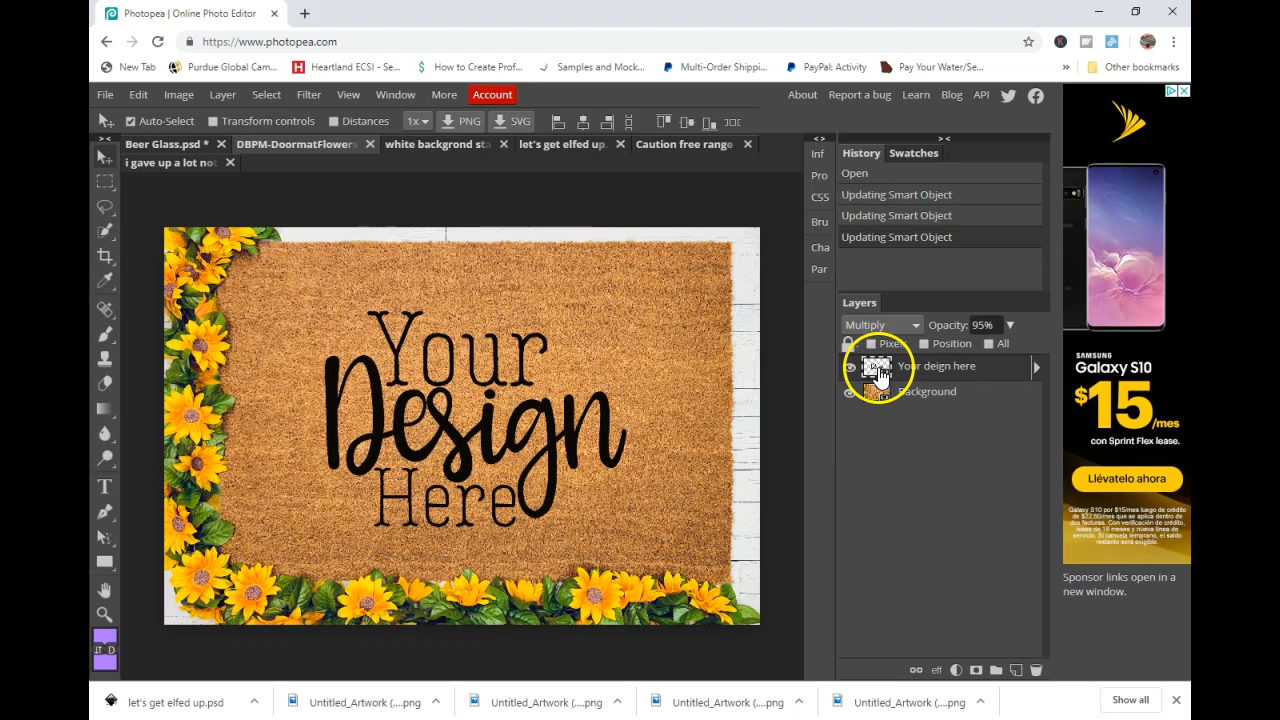 Photopea | Online Photo Editor
https://www.photopea.com
New Tab Purdue Global Cam... Heartland ECSI - Se... How to Create Prof... Samples and Mock... Multi-Order Shippi... PayPal: Activity Pay Your Water/Se... » Other bookmarks
File Edit Image Layer Select Filter View Window More Account About Report a bug Learn Blog API
Auto-Select Transform controls Distances 1x PNG SVG
Beer Glass.psd * DBPM-DoormatFlowers white backgrond sta let's get elfed up. Caution free range
i gave up a lot not
Inf
Pro
CSS
Bru
Cha
Par
History Swatches
Open
Updating Smart Object
Updating Smart Object
Updating Smart Object
Layers
Multiply Opacity: 95%
Pixels Position All
Your deign here
Background
eff
Your
Design
Here
SAMSUNG
Galaxy S10
$15/mes
con Sprint Flex lease.
Llévatelo ahora
Sponsor links open in a
new window.
let's get elfed up.psd Untitled_Artwork (....png Untitled_Artwork (....png Untitled_Artwork (....png Untitled_Artwork (....png Show all